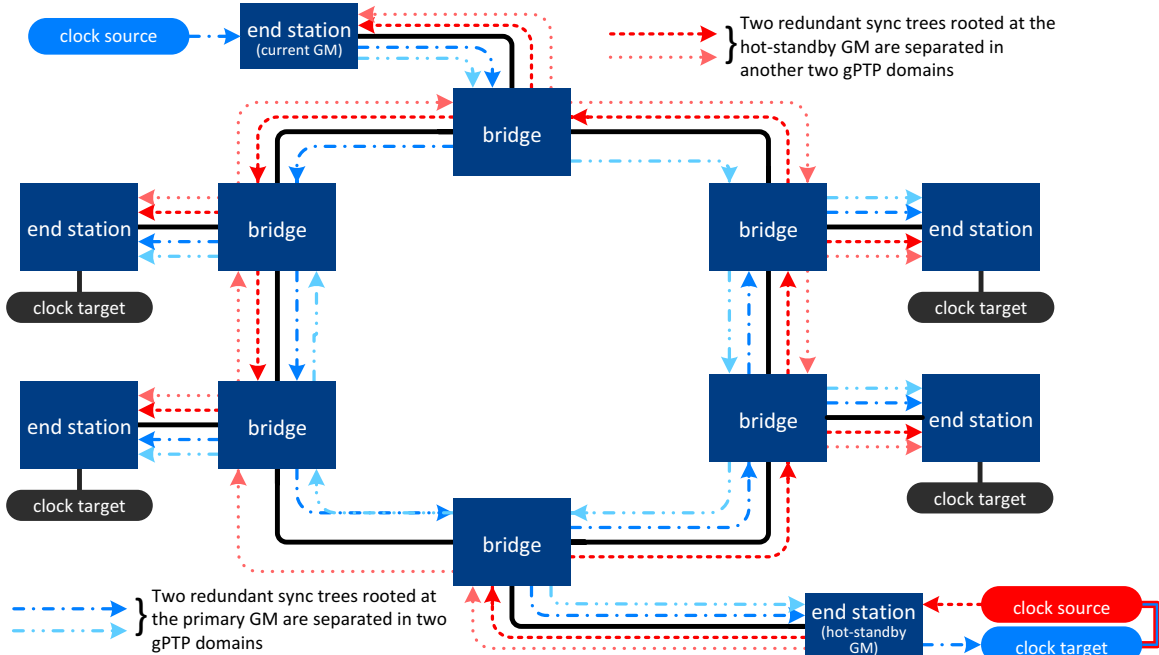 clock source
end station
(current GM)
Two redundant sync trees rooted at the
hot-standby GM are separated in
another two gPTP domains
bridge
end station
bridge
bridge
end station
clock target
clock target
end station
bridge
bridge
end station
clock target
clock target
bridge
Two redundant sync trees rooted at
the primary GM are separated in two
gPTP domains
end station
(hot-standby
GM)
clock source
clock target